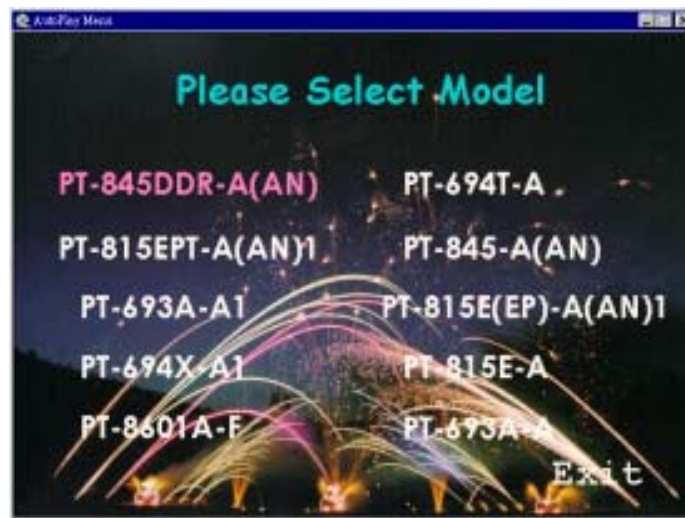 AutoPlay Menu
Please Select Model
PT-845DDR-A(AN)
PT-694T-A
PT-815EPT-A(AN)1
PT-845-A(AN)
PT-693A-A1
PT-815E(EP)-A(AN)1
PT-694X-A1
PT-815E-A
PT-8601A-F
PT-693A-A
Exit